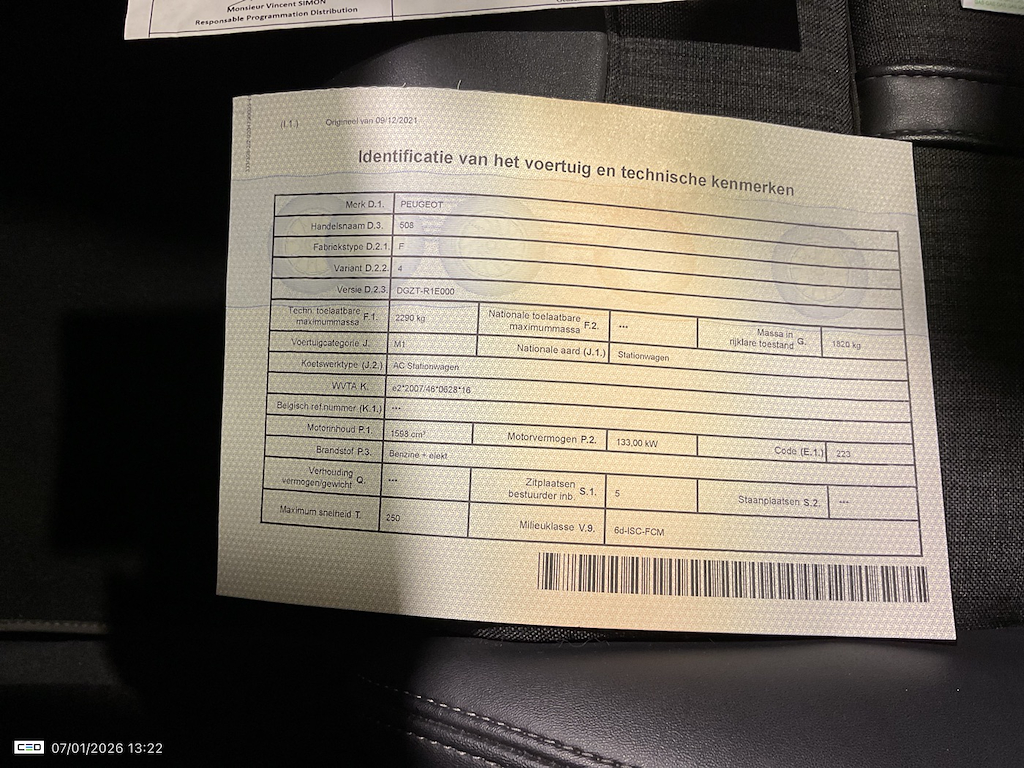 Monsieur Vincent SIMON
Responsable Programmation Distribution
(I.1.) Origineel van 09/12/2021
Identificatie van het voertuig en technische kenmerken
Merk D.1. PEUGEOT
Handelsnaam D.3. 508
Fabriekstype D.2.1. F
Variant D.2.2. 4
Versie D.2.3. DGZT-R1E000
Techn. toelaatbare maximummassa F.1. 2290 kg Nationale toelaatbare maximummassa F.2. --- Massa in rijklare toestand G. 1820 kg
Voertuigcategorie J. M1 Nationale aard (J.1.) Stationwagen
Koetswerktype (J.2.) AC Stationwagen
WVTA K. e2*2007/46*0628*16
Belgisch ref.nummer (K.1.) ---
Motorinhoud P.1. 1598 cm³ Motorvermogen P.2. 133,00 kW Code (E.1.) 223
Brandstof P.3. Benzine + elekt
Verhouding vermogen/gewicht Q. --- Zitplaatsen bestuurder inb. S.1. 5 Staanplaatsen S.2. ---
Maximum snelheid T. 250 Milieuklasse V.9. 6d-ISC-FCM
CEO 07/01/2026 13:22